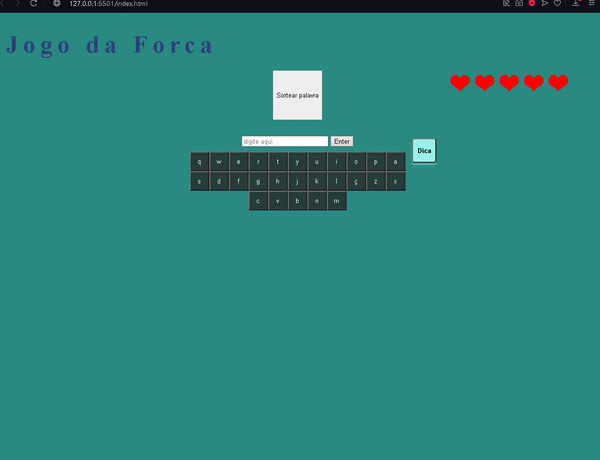 127.0.0.1:5501/index.html
Jogo da Forca
Sortear palavra
digite aqui Enter
Dica
q w e r t y u i o p a
s d f g h j k l ç z x
c v b n m